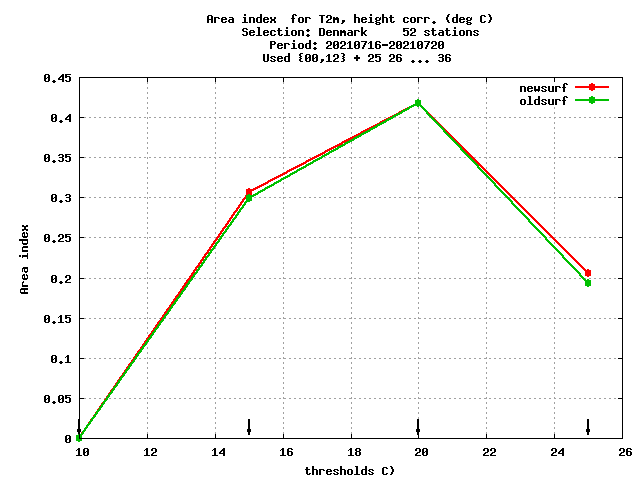 Area index  for T2m, height corr. (deg C)
Selection: Denmark     52 stations
Period: 20210716-20210720
Used {00,12} + 25 26 ... 36
newsurf
oldsurf
0.45
0.4
0.35
0.3
0.25
0.2
0.15
0.1
0.05
0
Area index
10 12 14 16 18 20 22 24 26
thresholds C)